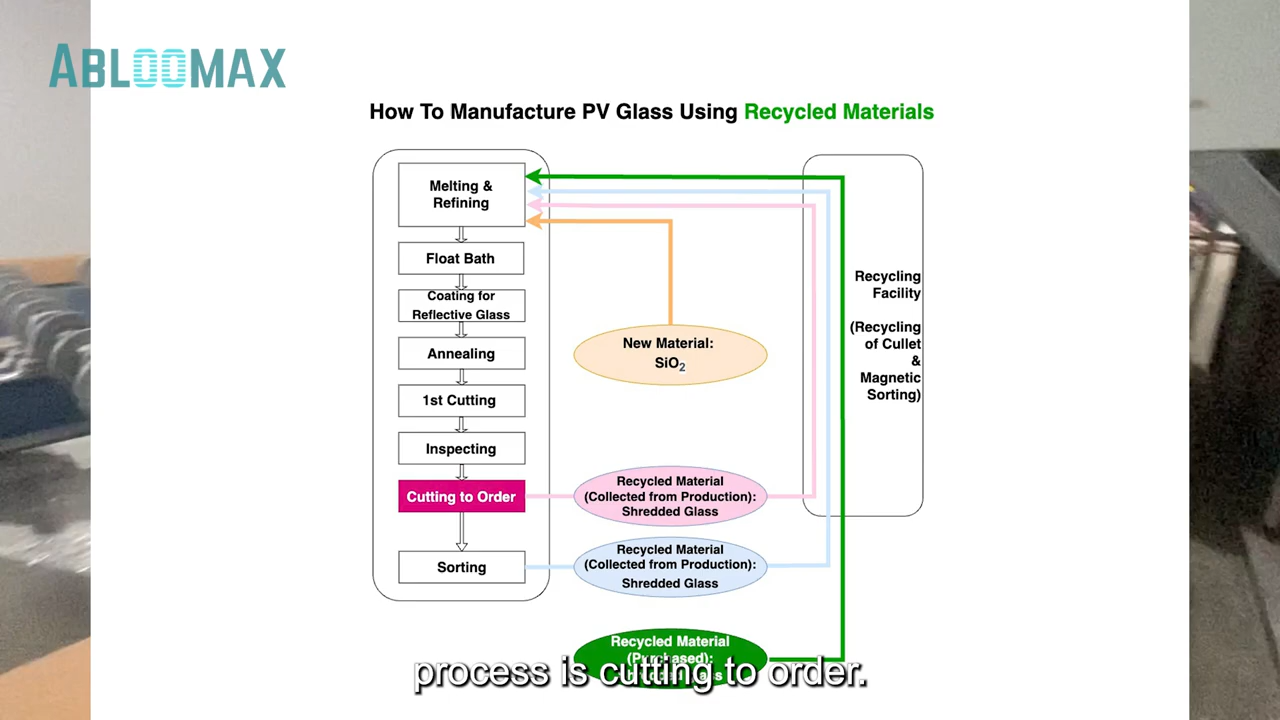 ABLOOMAX
How To Manufacture PV Glass Using Recycled Materials
Melting &
Refining
Float Bath
Coating for
Reflective Glass
Annealing
1st Cutting
Inspecting
Cutting to Order
Sorting
New Material:
SiO₂
Recycled Material
(Collected from Production):
Shredded Glass
Recycled Material
(Collected from Production):
Shredded Glass
Recycled Material
(Purchased):
Recycling
Facility
(Recycling
of Cullet
&
Magnetic
Sorting)
process is cutting to order.